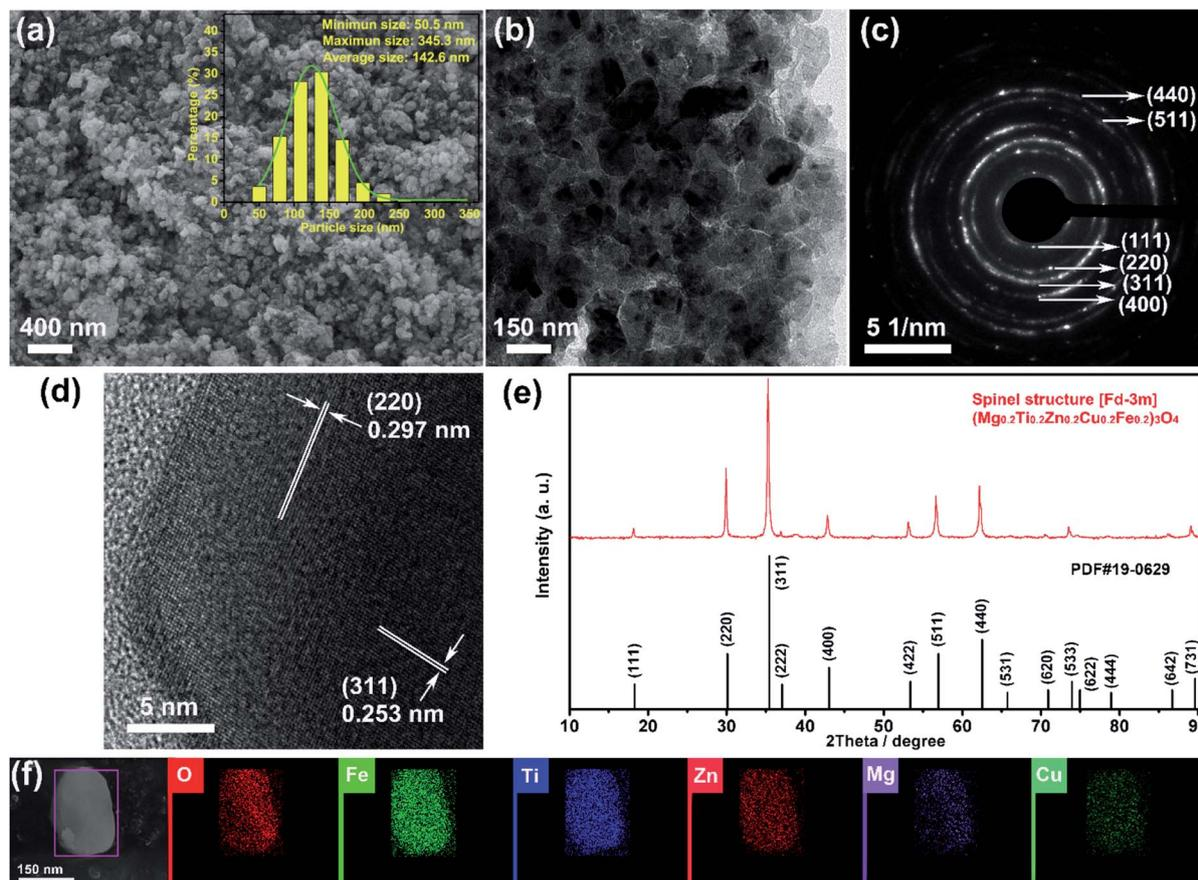 (a)
Minimun size: 50.5 nm
Maximun size: 345.3 nm
Average size: 142.6 nm
Percentage (%)
40
35
30
25
20
15
10
5
0
0 50 100 150 200 250 300 350
Particle size (nm)
400 nm
(b)
150 nm
(c)
(440)
(511)
(111)
(220)
(311)
(400)
5 1/nm
(d)
(220)
0.297 nm
(311)
0.253 nm
5 nm
(e)
Spinel structure [Fd-3m]
(Mg0.2Ti0.2Zn0.2Cu0.2Fe0.2)3O4
Intensity (a. u.)
PDF#19-0629
(111)
(220)
(311)
(222)
(400)
(422)
(511)
(440)
(531)
(620)
(533)
(622)
(444)
(642)
(731)
10 20 30 40 50 60 70 80 9
2Theta / degree
(f)
150 nm
O
Fe
Ti
Zn
Mg
Cu